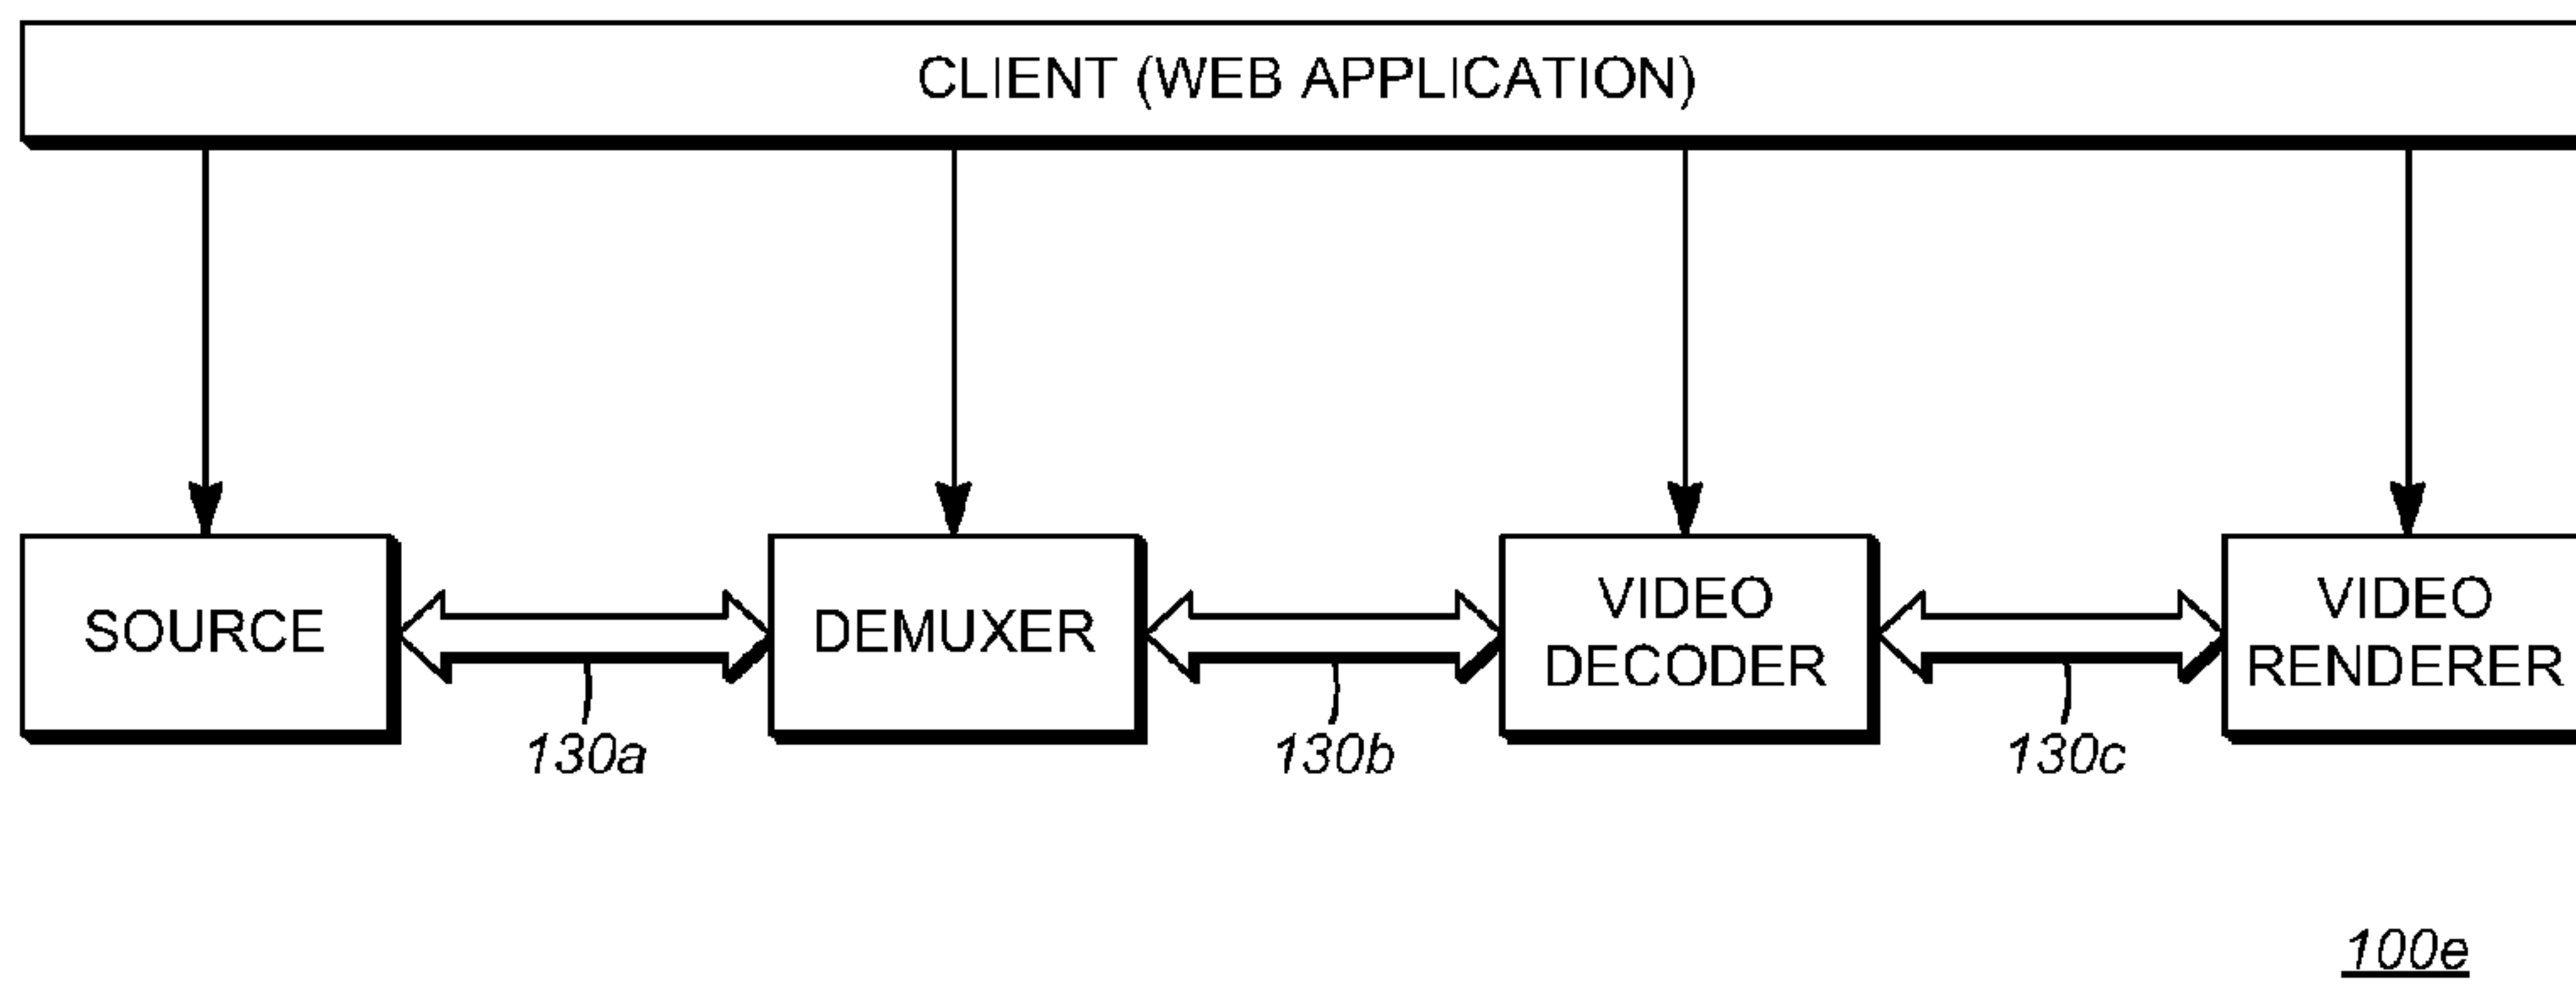 CLIENT (WEB APPLICATION)
SOURCE
DEMUXER
VIDEO
DECODER
VIDEO
RENDERER
130a
130b
130c
100e